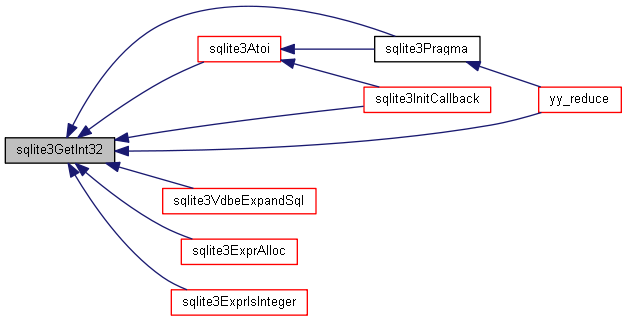 sqlite3Atoi
sqlite3Pragma
sqlite3InitCallback
yy_reduce
sqlite3GetInt32
sqlite3VdbeExpandSql
sqlite3ExprAlloc
sqlite3ExprIsInteger